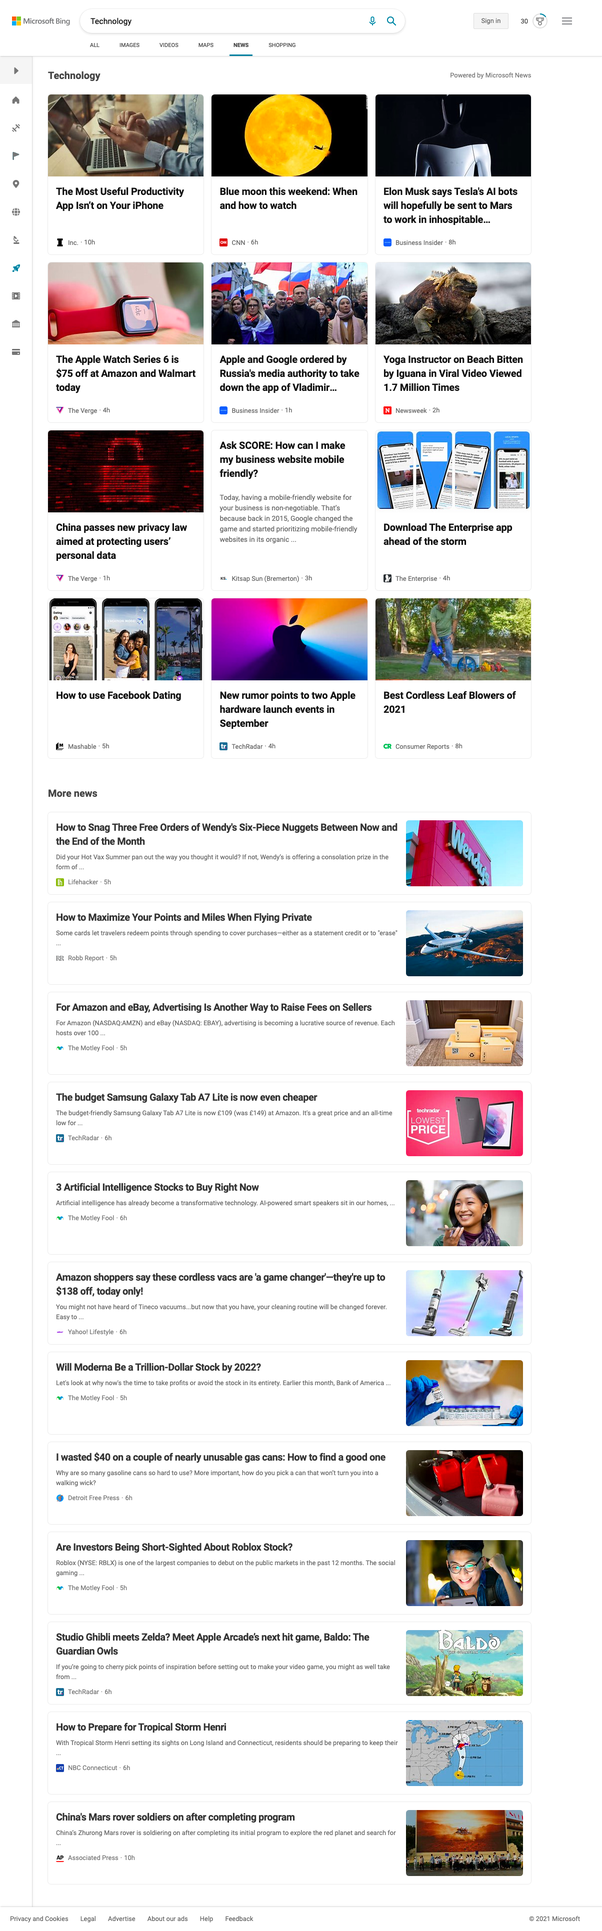 Microsoft Bing
Technology
Sign in
30
ALL
IMAGES
VIDEOS
MAPS
NEWS
SHOPPING
Technology
Powered by Microsoft News
The Most Useful Productivity
App Isn't on Your iPhone
Inc. · 10h
Blue moon this weekend: When
and how to watch
CNN · 6h
Elon Musk says Tesla's AI bots
will hopefully be sent to Mars
to work in inhospitable...
Business Insider · 8h
The Apple Watch Series 6 is
$75 off at Amazon and Walmart
today
The Verge · 4h
Apple and Google ordered by
Russia's media authority to take
down the app of Vladimir...
Business Insider · 1h
Yoga Instructor on Beach Bitten
by Iguana in Viral Video Viewed
1.7 Million Times
Newsweek · 2h
China passes new privacy law
aimed at protecting users'
personal data
The Verge · 1h
Ask SCORE: How can I make
my business website mobile
friendly?
Today, having a mobile-friendly website for
your business is non-negotiable. That's
because back in 2015, Google changed the
game and started prioritizing mobile-friendly
websites in its organic ...
Kitsap Sun (Bremerton) · 3h
Download The Enterprise app
ahead of the storm
The Enterprise · 4h
How to use Facebook Dating
Mashable · 5h
New rumor points to two Apple
hardware launch events in
September
TechRadar · 4h
Best Cordless Leaf Blowers of
2021
CR
Consumer Reports · 8h
More news
How to Snag Three Free Orders of Wendy's Six-Piece Nuggets Between Now and
the End of the Month
Did your Hot Vax Summer pan out the way you thought it would? If not, Wendy's is offering a consolation prize in the
form of ...
Lifehacker · 5h
Wendy's
How to Maximize Your Points and Miles When Flying Private
Some cards let travelers redeem points through spending to cover purchases—either as a statement credit or to "erase"
...
Robb Report · 5h
For Amazon and eBay, Advertising Is Another Way to Raise Fees on Sellers
For Amazon (NASDAQ:AMZN) and eBay (NASDAQ: EBAY), advertising is becoming a lucrative source of revenue. Each
hosts over 100 ...
The Motley Fool · 5h
The budget Samsung Galaxy Tab A7 Lite is now even cheaper
The budget-friendly Samsung Galaxy Tab A7 Lite is now £109 (was £149) at Amazon. It's a great price and an all-time
low for ...
TechRadar · 6h
techradar
LOWEST
PRICE
3 Artificial Intelligence Stocks to Buy Right Now
Artificial intelligence has already become a transformative technology. AI-powered smart speakers sit in our homes, ...
The Motley Fool · 6h
Amazon shoppers say these cordless vacs are 'a game changer'—they're up to
$138 off, today only!
You might not have heard of Tineco vacuums...but now that you have, your cleaning routine will be changed forever.
Easy to ...
Yahoo! Lifestyle · 6h
Will Moderna Be a Trillion-Dollar Stock by 2022?
Let's look at why now's the time to take profits or avoid the stock in its entirety. Earlier this month, Bank of America ...
The Motley Fool · 5h
I wasted $40 on a couple of nearly unusable gas cans: How to find a good one
Why are so many gasoline cans so hard to use? More important, how do you pick a can that won't turn you into a
walking wick?
Detroit Free Press · 6h
Are Investors Being Short-Sighted About Roblox Stock?
Roblox (NYSE: RBLX) is one of the largest companies to debut on the public markets in the past 12 months. The social
gaming ...
The Motley Fool · 5h
Studio Ghibli meets Zelda? Meet Apple Arcade's next hit game, Baldo: The
Guardian Owls
If you're going to cherry pick points of inspiration before setting out to make your video game, you might as well take
from ...
TechRadar · 6h
BALDO
How to Prepare for Tropical Storm Henri
With Tropical Storm Henri setting its sights on Long Island and Connecticut, residents should be preparing to keep their
...
NBC Connecticut · 6h
China's Mars rover soldiers on after completing program
China's Zhurong Mars rover is soldiering on after completing its initial program to explore the red planet and search for
...
AP
Associated Press · 10h
Privacy and Cookies
Legal
Advertise
About our ads
Help
Feedback
© 2021 Microsoft